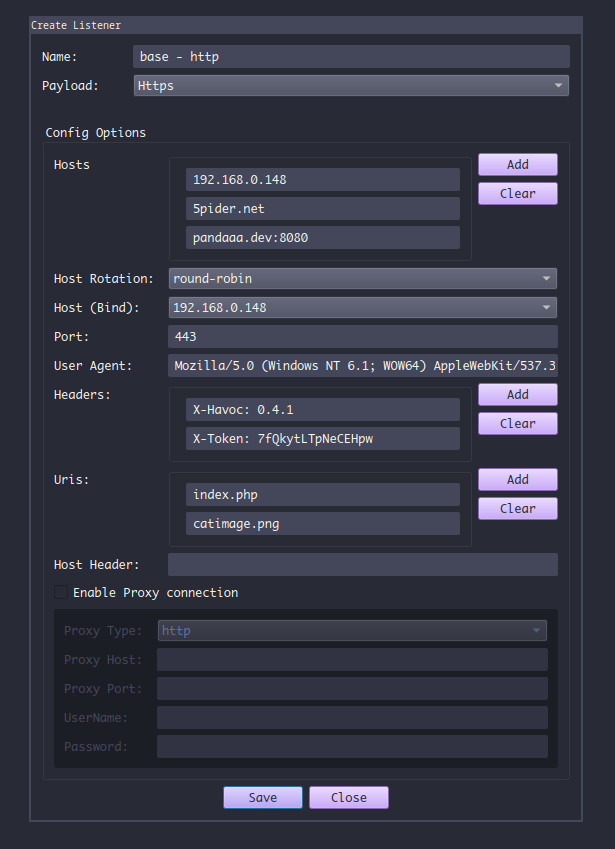 Create Listener
Name: base - http
Payload: Https
Config Options
Hosts
Add
192.168.0.148
Clear
5pider.net
pandaaa.dev:8080
Host Rotation: round-robin
Host (Bind): 192.168.0.148
Port: 443
User Agent: Mozilla/5.0 (Windows NT 6.1; WOW64) AppleWebKit/537.3
Headers:
Add
X-Havoc: 0.4.1
Clear
X-Token: 7fQkytLTpNeCEHpw
Uris:
Add
index.php
Clear
catimage.png
Host Header:
Enable Proxy connection
Proxy Type: http
Proxy Host:
Proxy Port:
UserName:
Password:
Save Close